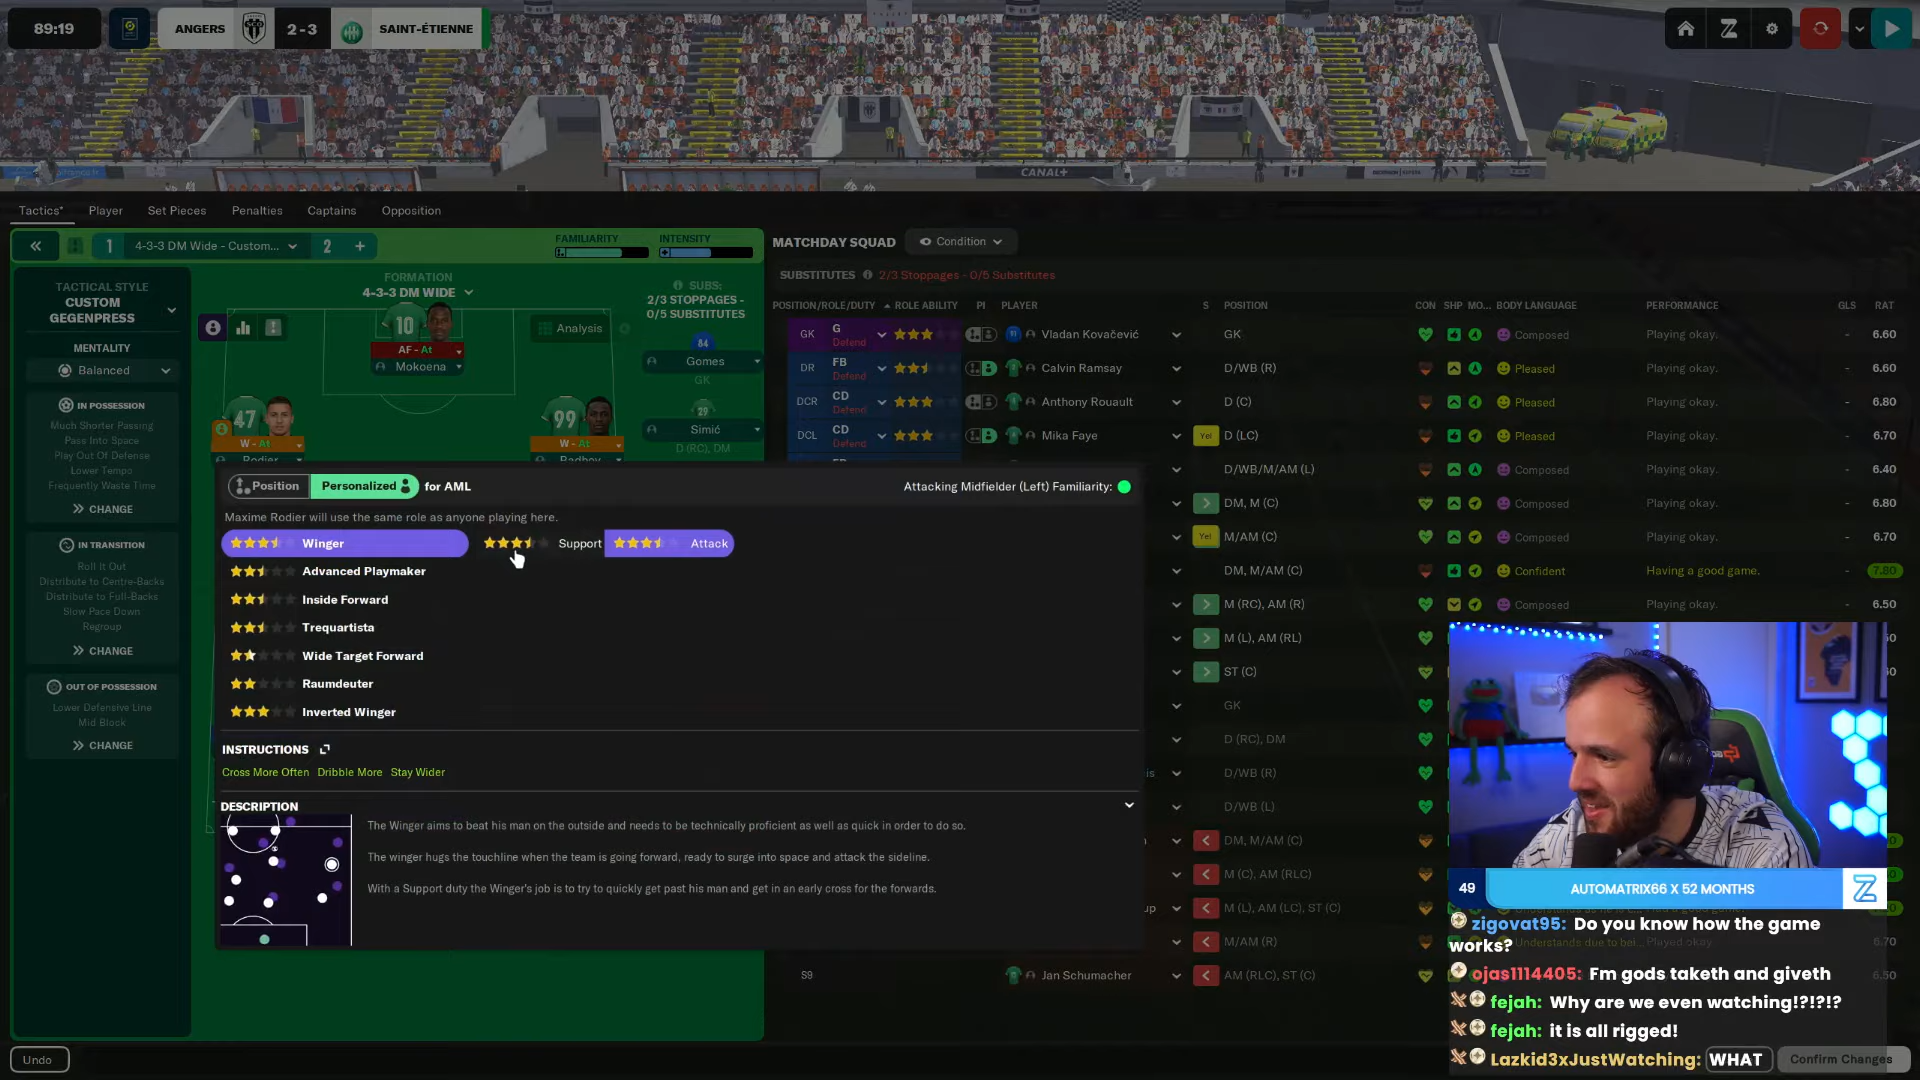 89:19
ANGERS
2 - 3
SAINT-ÉTIENNE
CANAL+
Tactics*
Player
Set Pieces
Penalties
Captains
Opposition
1
4-3-3 DM Wide - Custom...
2
FAMILIARITY
INTENSITY
TACTICAL STYLE
CUSTOM
GEGENPRESS
MENTALITY
Balanced
IN POSSESSION
Much Shorter Passing
Pass Into Space
Play Out Of Defense
Lower Tempo
Frequently Waste Time
CHANGE
IN TRANSITION
Roll It Out
Distribute to Centre-Backs
Distribute to Full-Backs
Slow Pace Down
Regroup
CHANGE
OUT OF POSSESSION
Lower Defensive Line
Mid Block
CHANGE
FORMATION
4-3-3 DM WIDE
10
AF - At
Mokoena
47
W - At
99
W - At
Analysis
SUBS:
2/3 STOPPAGES -
0/5 SUBSTITUTES
84
Gomes
GK
29
Simić
D (RC), DM
MATCHDAY SQUAD
Condition
SUBSTITUTES
2/3 Stoppages - 0/5 Substitutes
POSITION/ROLE/DUTY
ROLE ABILITY
PI
PLAYER
S
POSITION
CON
SHP
MO...
BODY LANGUAGE
PERFORMANCE
GLS
RAT
GK G Defend Vladan Kovačević GK Composed Playing okay. - 6.60
DR FB Defend Calvin Ramsay D/WB (R) Pleased Playing okay. - 6.60
DCR CD Defend Anthony Rouault D (C) Pleased Playing okay. - 6.80
DCL CD Defend Mika Faye Yel D (LC) Pleased Playing okay. - 6.70
D/WB/M/AM (L) Composed Playing okay. - 6.40
DM, M (C) Composed Playing okay. - 6.80
Yel M/AM (C) Composed Playing okay. - 6.70
DM, M/AM (C) Confident Having a good game. - 7.80
M (RC), AM (R) Composed Playing okay. - 6.50
M (L), AM (RL)
ST (C)
GK
D (RC), DM
D/WB (R)
D/WB (L)
DM, M/AM (C)
M (C), AM (RLC)
M (L), AM (LC), ST (C)
M/AM (R)
6.70
S9 Jan Schumacher AM (RLC), ST (C)
6.50
Position
Personalized
for AML
Attacking Midfielder (Left) Familiarity:
Maxime Rodier will use the same role as anyone playing here.
Winger
Support
Attack
Advanced Playmaker
Inside Forward
Trequartista
Wide Target Forward
Raumdeuter
Inverted Winger
INSTRUCTIONS
Cross More Often Dribble More Stay Wider
DESCRIPTION
The Winger aims to beat his man on the outside and needs to be technically proficient as well as quick in order to do so.
The winger hugs the touchline when the team is going forward, ready to surge into space and attack the sideline.
With a Support duty the Winger's job is to try to quickly get past his man and get in an early cross for the forwards.
49
AUTOMATRIX66 X 52 MONTHS
zigovat95: Do you know how the game
works?
ojas1114405: Fm gods taketh and giveth
fejah: Why are we even watching!?!?!?
fejah: it is all rigged!
Lazkid3xJustWatching: WHAT
Undo
Confirm Changes